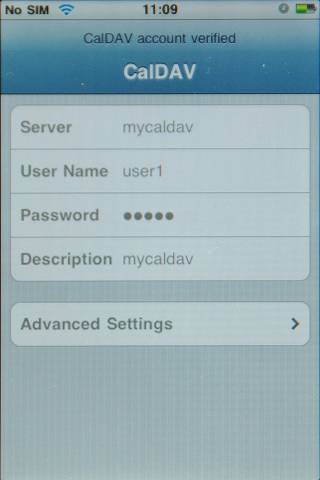 No SIM 11:09
CalDAV account verified
CalDAV
Server mycaldav
User Name user1
Password ●●●●●
Description mycaldav
Advanced Settings